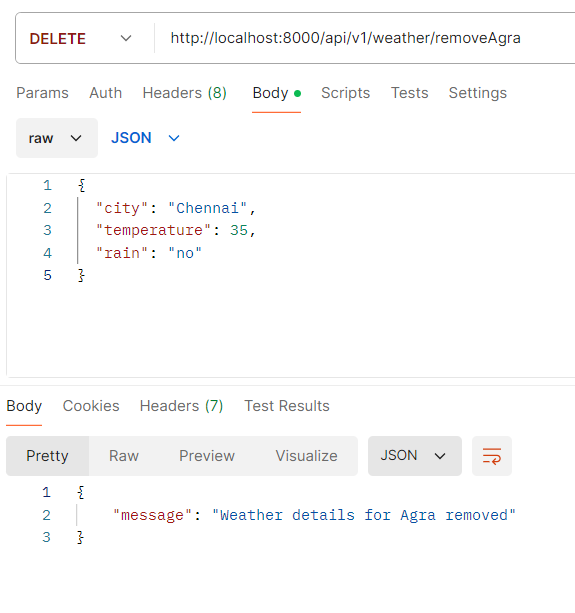 DELETE http://localhost:8000/api/v1/weather/removeAgra
Params Auth Headers (8) Body Scripts Tests Settings
raw JSON
1 {
2 "city": "Chennai",
3 "temperature": 35,
4 "rain": "no"
5 }
Body Cookies Headers (7) Test Results
Pretty Raw Preview Visualize JSON
1 {
2 "message": "Weather details for Agra removed"
3 }